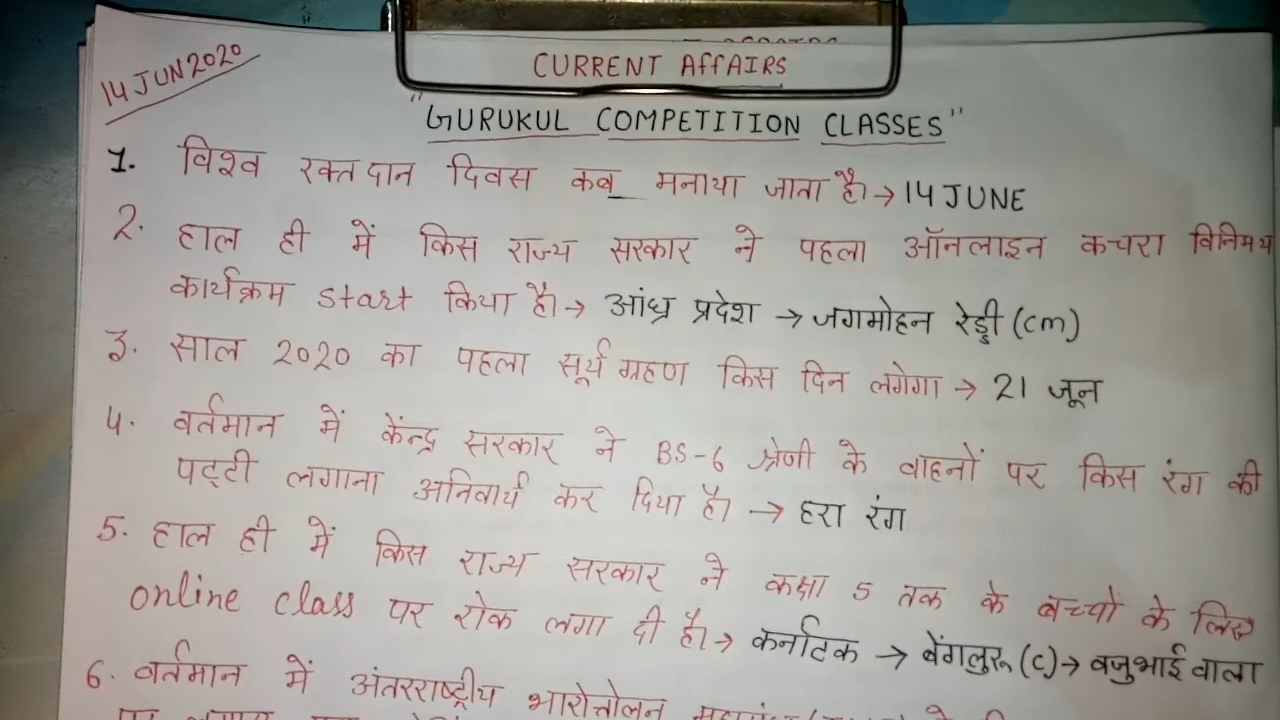 14 JUN 2020
CURRENT AFFAIRS
"GURUKUL COMPETITION CLASSES"
1. विश्व रक्तदान दिवस कब मनाया जाता है। → 14 JUNE
2. हाल ही में किस राज्य सरकार ने पहला ऑनलाइन कचरा विनिमय
कार्यक्रम start किया है। → आंध्र प्रदेश → जगमोहन रेड्डी (cm)
3. साल 2020 का पहला सूर्य ग्रहण किस दिन लगेगा → 21 जून
4. वर्तमान में केंन्द्र सरकार ने BS-6 श्रेणी के वाहनों पर किस रंग की
पट्टी लगाना अनिवार्य कर दिया है। → हरा रंग
5. हाल ही में किस राज्य सरकार ने कक्षा 5 तक के बच्चों के लिए
online class पर रोक लगा दी है। → कर्नाटक → बेंगलुरू (c) → वजुभाई वाला
6. वर्तमान में अंतरराष्ट्रीय भारोत्तोलन